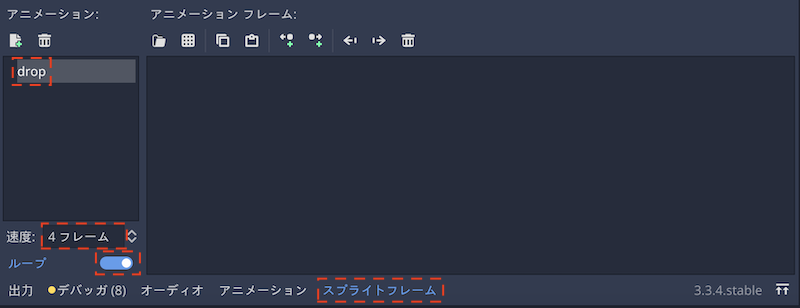 アニメーション: アニメーション フレーム:
drop
速度: 4 フレーム
ループ
出力 デバッガ (8) オーディオ アニメーション スプライトフレーム 3.3.4.stable